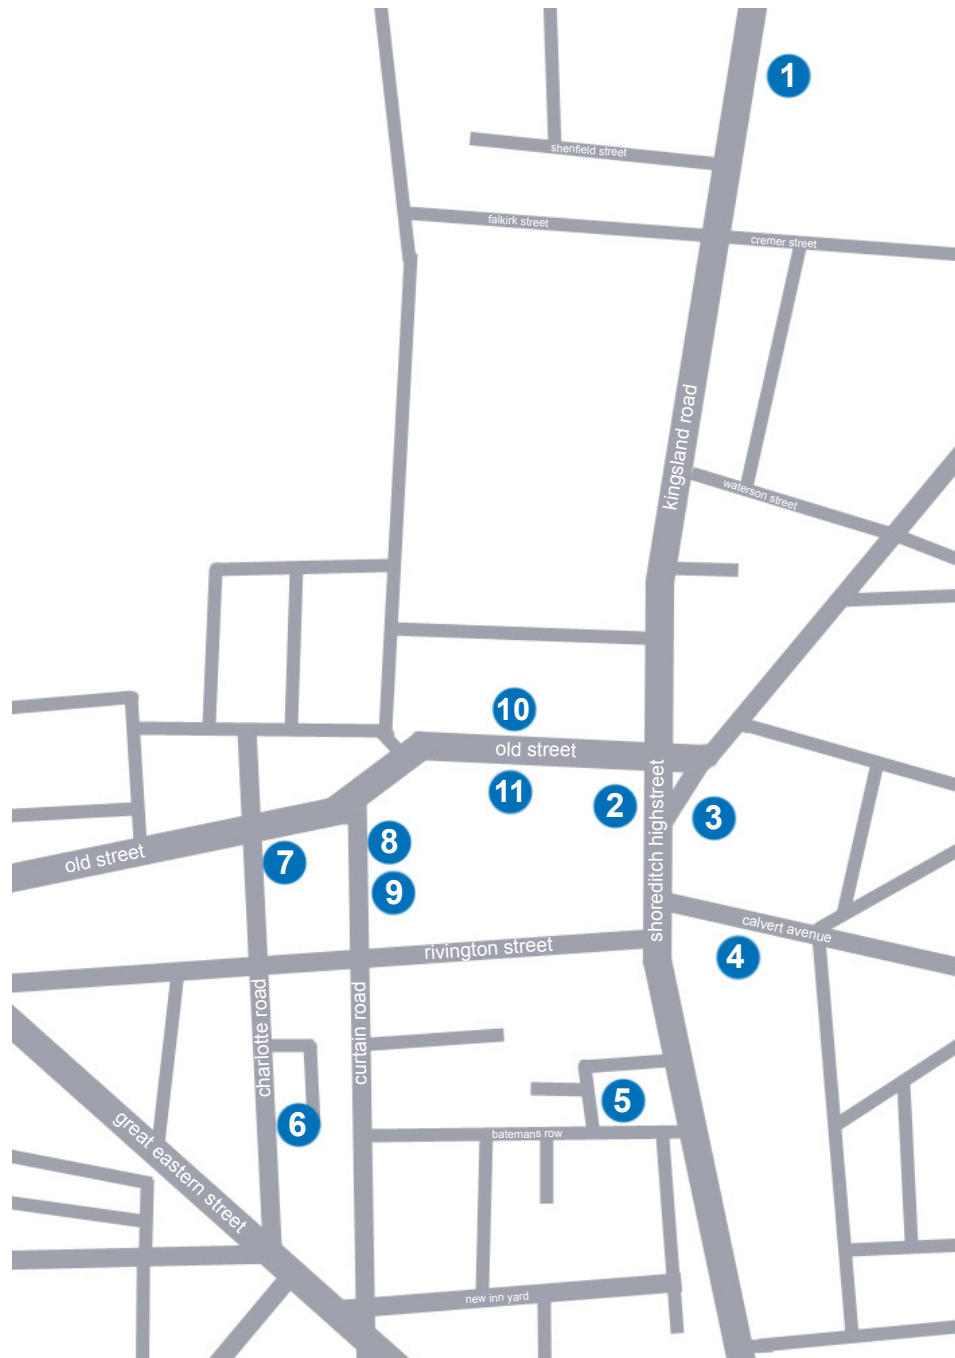 1
shenfield street
falkirk street
cremer street
kingsland road
waterson street
10
old street
11
2
3
shoreditch highstreet
8
7
old street
9
calvert avenue
rivington street
4
charlotte road
curtain road
5
6
batemans row
great eastern street
new inn yard